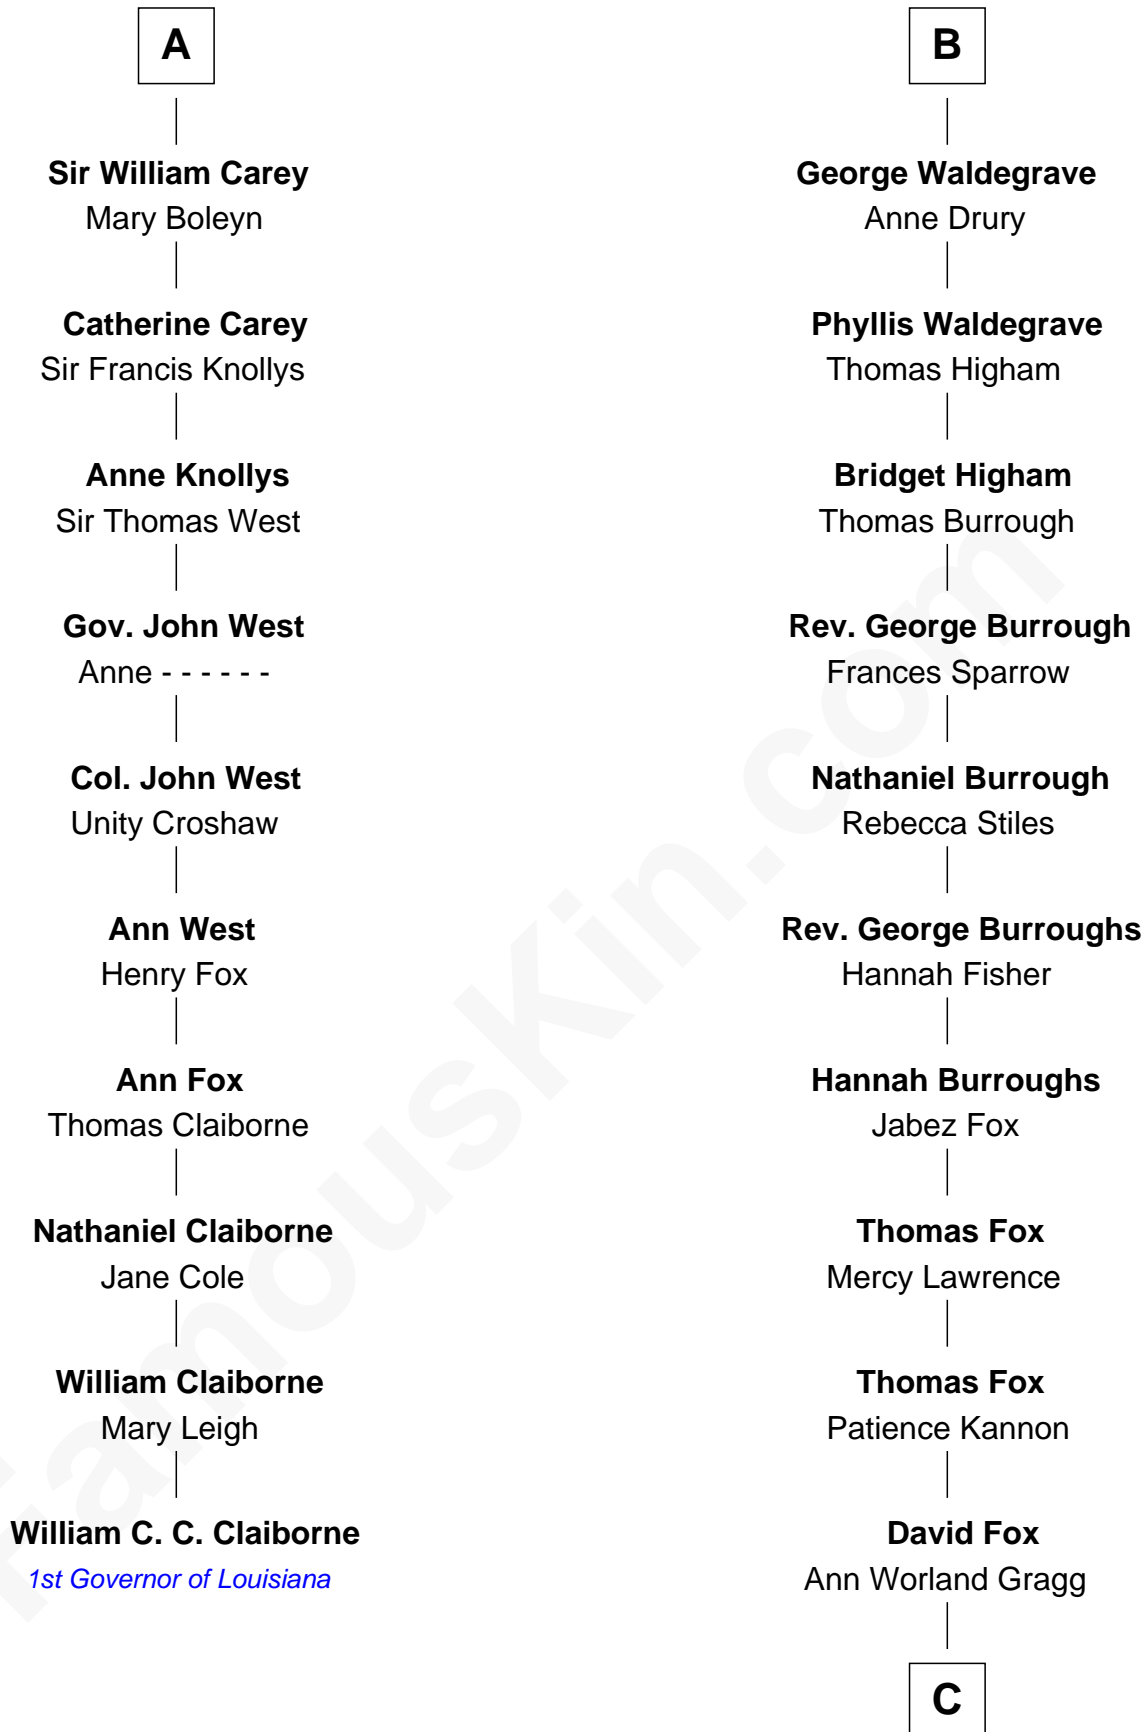 A
Sir William Carey
Mary Boleyn
Catherine Carey
Sir Francis Knollys
Anne Knollys
Sir Thomas West
Gov. John West
Anne - - - - - -
Col. John West
Unity Croshaw
Ann West
Henry Fox
Ann Fox
Thomas Claiborne
Nathaniel Claiborne
Jane Cole
William Claiborne
Mary Leigh
William C. C. Claiborne
1st Governor of Louisiana
B
George Waldegrave
Anne Drury
Phyllis Waldegrave
Thomas Higham
Bridget Higham
Thomas Burrough
Rev. George Burrough
Frances Sparrow
Nathaniel Burrough
Rebecca Stiles
Rev. George Burroughs
Hannah Fisher
Hannah Burroughs
Jabez Fox
Thomas Fox
Mercy Lawrence
Thomas Fox
Patience Kannon
David Fox
Ann Worland Gragg
C
FamousKin.com